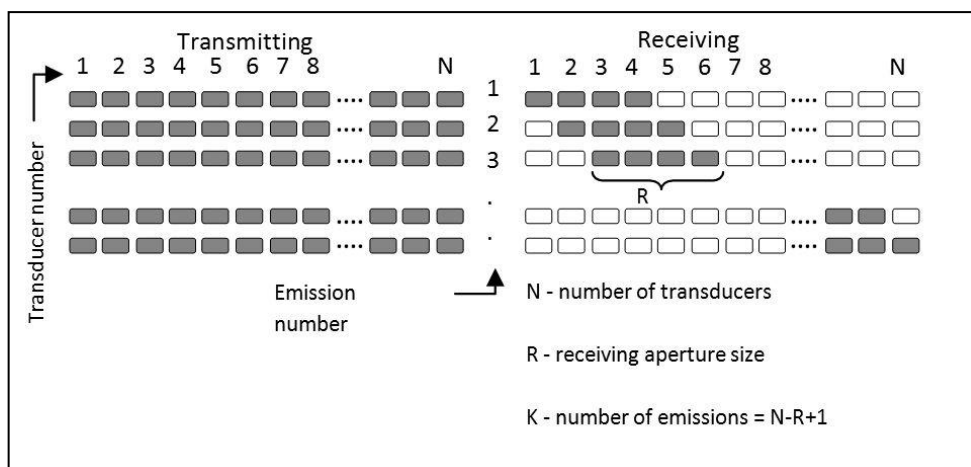 Transmitting
Receiving
1 2 3 4 5 6 7 8 N
1 2 3 4 5 6 7 8 N
Transducer number
....
1
....
....
2
....
....
3
....
R
....
.
....
....
.
....
Emission
number
N - number of transducers
R - receiving aperture size
K - number of emissions = N-R+1